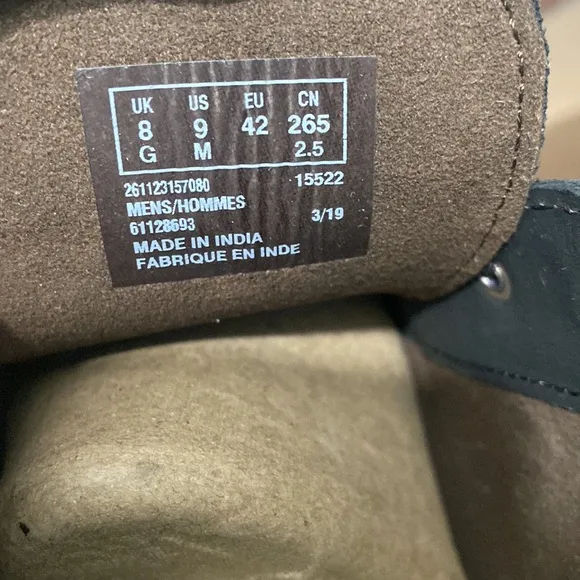 UK US EU CN
8 9 42 265
G M 2.5
261123157080 15522
MENS/HOMMES
61128693 3/19
MADE IN INDIA
FABRIQUE EN INDE